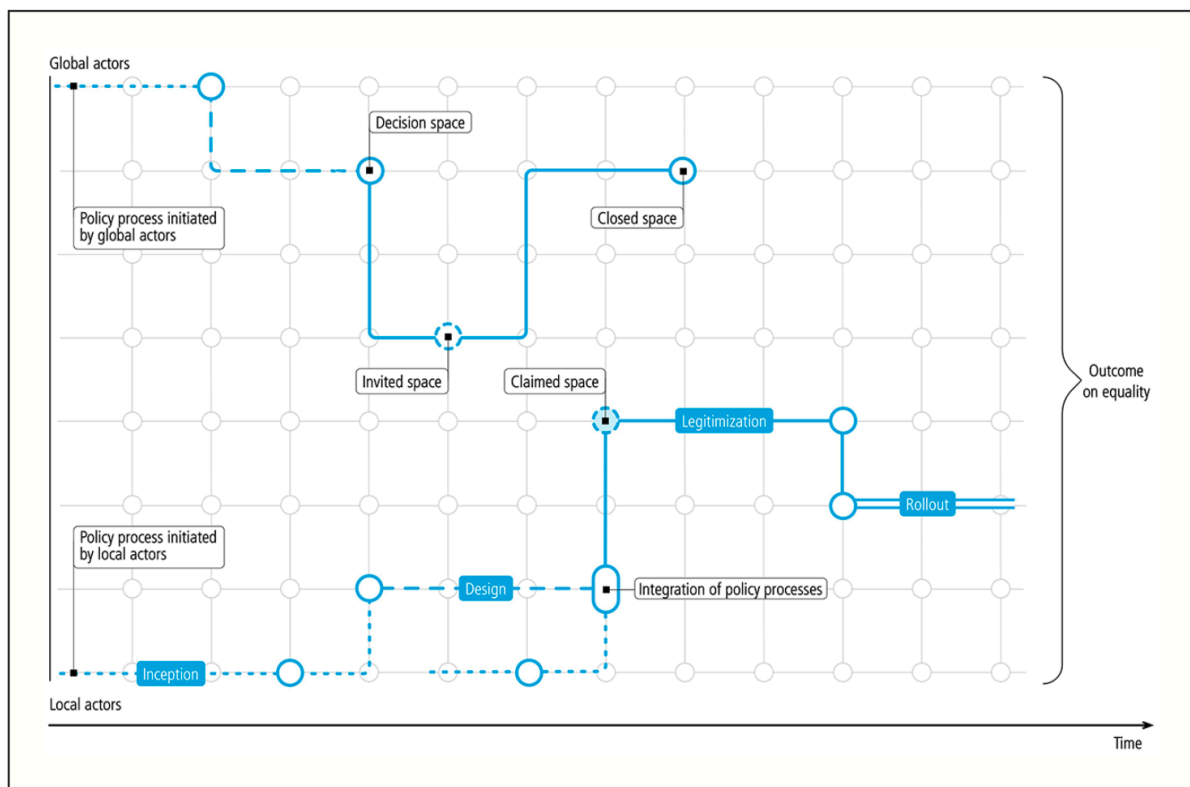 Global actors
Decision space
Policy process initiated
by global actors
Closed space
Invited space
Claimed space
Outcome
on equality
Legitimization
Rollout
Policy process initiated
by local actors
Design
Integration of policy processes
Inception
Local actors
Time